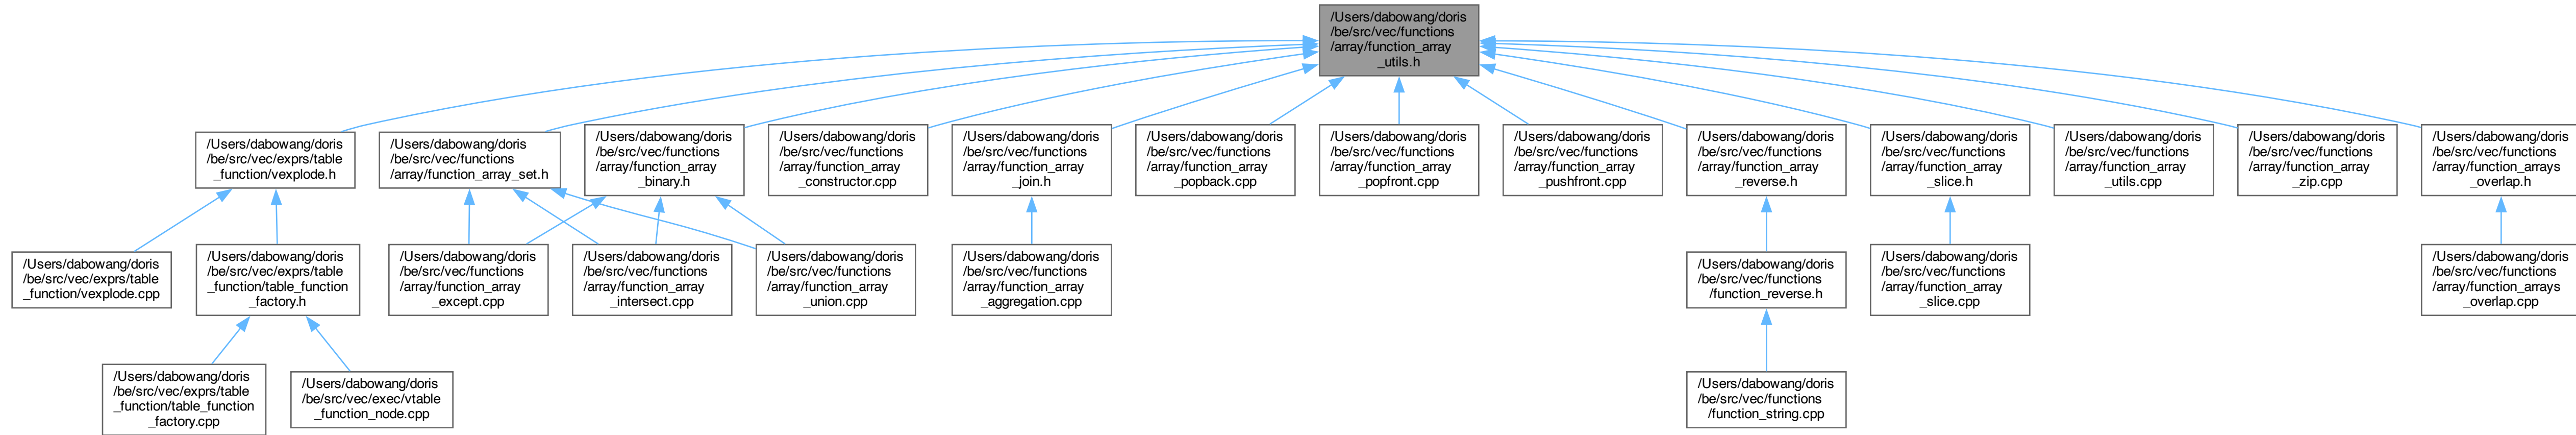 /Users/dabowang/doris
/be/src/vec/functions
/array/function_array
_utils.h
/Users/dabowang/doris
/be/src/vec/exprs/table
_function/vexplode.h
/Users/dabowang/doris
/be/src/vec/functions
/array/function_array_set.h
/Users/dabowang/doris
/be/src/vec/functions
/array/function_array
_binary.h
/Users/dabowang/doris
/be/src/vec/functions
/array/function_array
_constructor.cpp
/Users/dabowang/doris
/be/src/vec/functions
/array/function_array
_join.h
/Users/dabowang/doris
/be/src/vec/functions
/array/function_array
_popback.cpp
/Users/dabowang/doris
/be/src/vec/functions
/array/function_array
_popfront.cpp
/Users/dabowang/doris
/be/src/vec/functions
/array/function_array
_pushfront.cpp
/Users/dabowang/doris
/be/src/vec/functions
/array/function_array
_reverse.h
/Users/dabowang/doris
/be/src/vec/functions
/array/function_array
_slice.h
/Users/dabowang/doris
/be/src/vec/functions
/array/function_array
_utils.cpp
/Users/dabowang/doris
/be/src/vec/functions
/array/function_array
_zip.cpp
/Users/dabowang/doris
/be/src/vec/functions
/array/function_arrays
_overlap.h
/Users/dabowang/doris
/be/src/vec/exprs/table
_function/vexplode.cpp
/Users/dabowang/doris
/be/src/vec/exprs/table
_function/table_function
_factory.h
/Users/dabowang/doris
/be/src/vec/functions
/array/function_array
_except.cpp
/Users/dabowang/doris
/be/src/vec/functions
/array/function_array
_intersect.cpp
/Users/dabowang/doris
/be/src/vec/functions
/array/function_array
_union.cpp
/Users/dabowang/doris
/be/src/vec/functions
/array/function_array
_aggregation.cpp
/Users/dabowang/doris
/be/src/vec/functions
/function_reverse.h
/Users/dabowang/doris
/be/src/vec/functions
/array/function_array
_slice.cpp
/Users/dabowang/doris
/be/src/vec/functions
/array/function_arrays
_overlap.cpp
/Users/dabowang/doris
/be/src/vec/exprs/table
_function/table_function
_factory.cpp
/Users/dabowang/doris
/be/src/vec/exec/vtable
_function_node.cpp
/Users/dabowang/doris
/be/src/vec/functions
/function_string.cpp